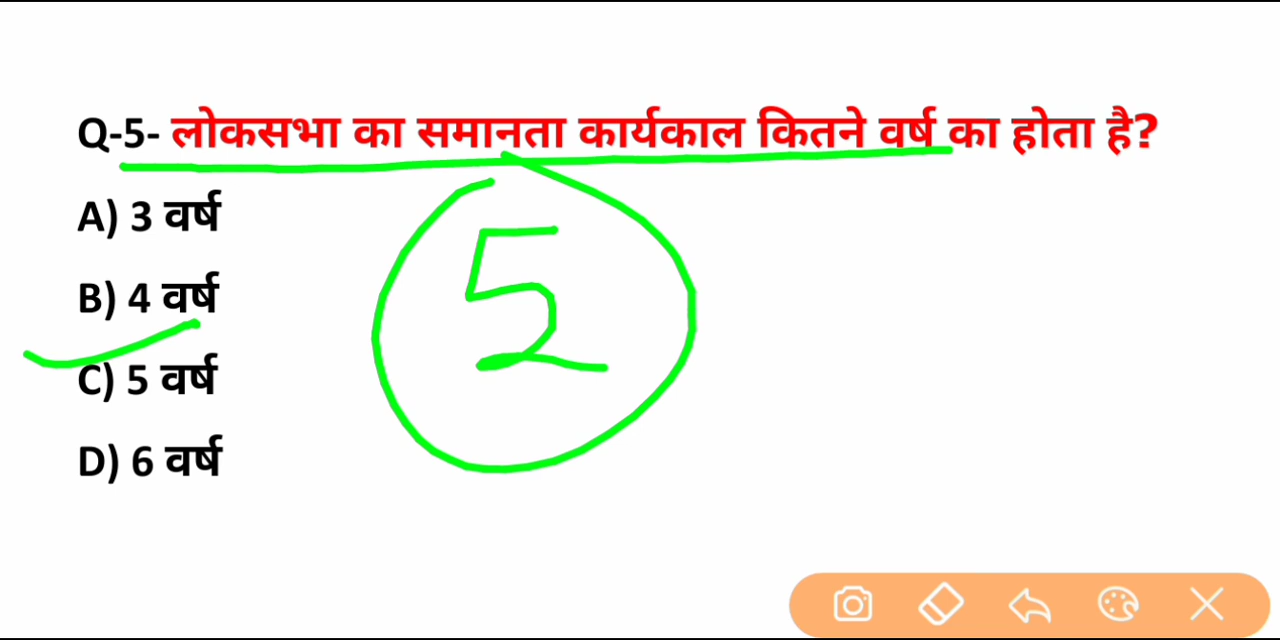 Q-5- लोकसभा का समानता कार्यकाल कितने वर्ष का होता है?
A) 3 वर्ष
B) 4 वर्ष
5
C) 5 वर्ष
D) 6 वर्ष